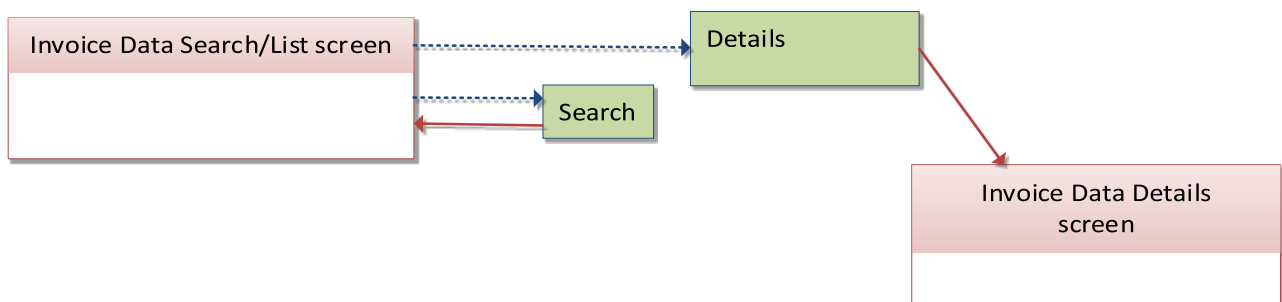 Invoice Data Search/List screen
Details
Search
Invoice Data Details
screen